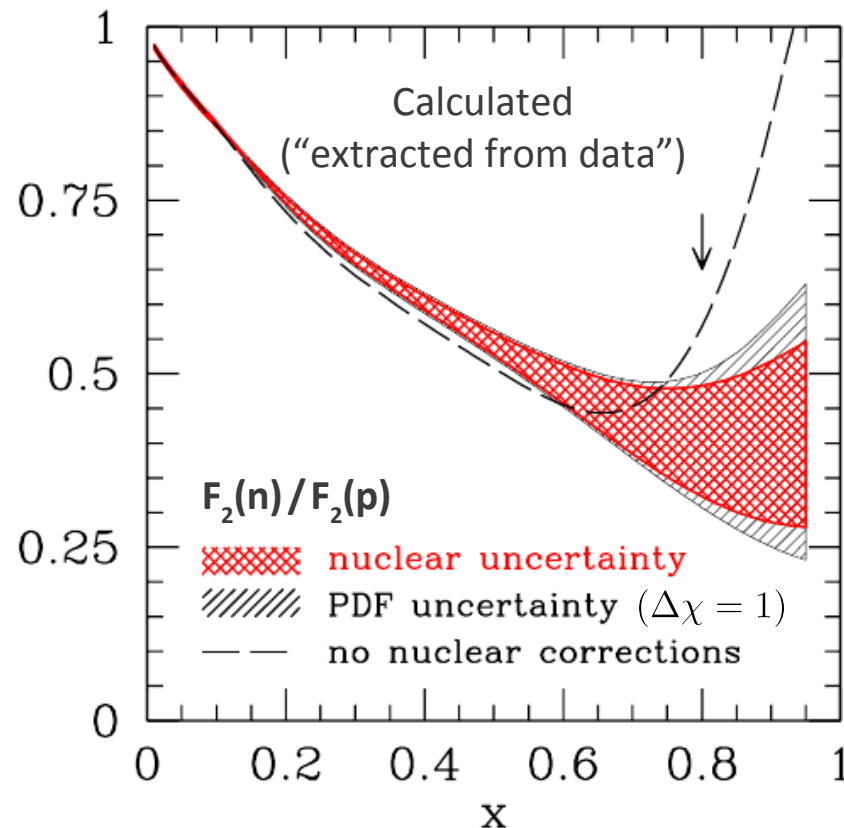 1
Calculated
(“extracted from data”)
0.75
0.5
F₂(n)/F₂(p)
0.25
nuclear uncertainty
PDF uncertainty (Δχ = 1)
no nuclear corrections
0
0 0.2 0.4 0.6 0.8 1
x